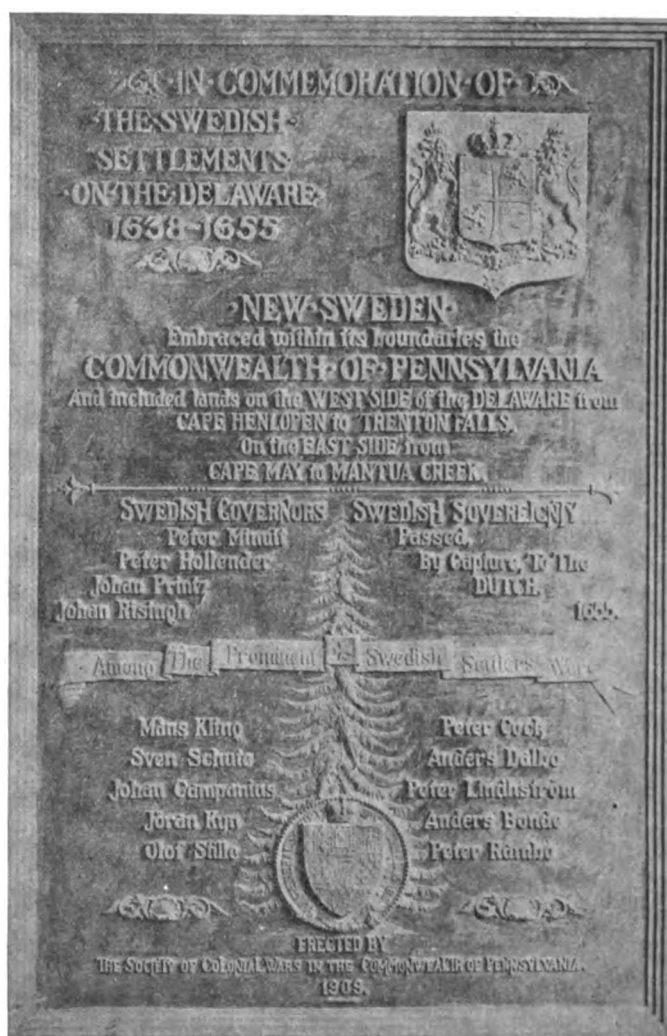 ·IN·COMMEMORATION·OF·
·THE·SWEDISH·
SETTLEMENTS·
·ON·THE·DELAWARE·
1638-1655
·NEW·SWEDEN·
Embraced within its boundaries the
COMMONWEALTH·OF·PENNSYLVANIA
And included lands on the WEST SIDE of the DELAWARE from
CAPE HENLOPEN to TRENTON FALLS.
On the EAST SIDE from
CAPE MAY to MANTUA CREEK.
SWEDISH GOVERNORS
Peter Minuit
Peter Hollender
Johan Printz
Johan Risingh
SWEDISH SOVEREIGNTY
Passed,
By Capture, To The
DUTCH.
1655.
Among The Prominent Swedish Settlers Were
Måns Kling
Sven Schute
Johan Campanius
Jöran Kyn
Olof Stille
Peter Cock
Anders Dalbo
Peter Lindhström
Anders Bonde
Peter Rambo
ERECTED BY
THE SOCIETY OF COLONIAL WARS IN THE COMMONWEALTH OF PENNSYLVANIA.
1909.